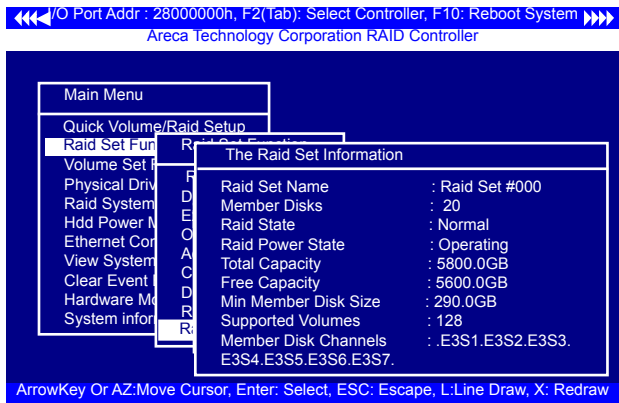 I/O Port Addr : 28000000h, F2(Tab): Select Controller, F10: Reboot System
Areca Technology Corporation RAID Controller
Main Menu
Quick Volume/Raid Setup
Raid Set Fun
Volume Set F
Physical Driv
Raid System
Hdd Power M
Ethernet Con
View System
Clear Event
Hardware Mo
System infor
Raid Set Function
The Raid Set Information
Raid Set Name : Raid Set #000
Member Disks : 20
Raid State : Normal
Raid Power State : Operating
Total Capacity : 5800.0GB
Free Capacity : 5600.0GB
Min Member Disk Size : 290.0GB
Supported Volumes : 128
Member Disk Channels : .E3S1.E3S2.E3S3.
E3S4.E3S5.E3S6.E3S7.
ArrowKey Or AZ:Move Cursor, Enter: Select, ESC: Escape, L:Line Draw, X: Redraw